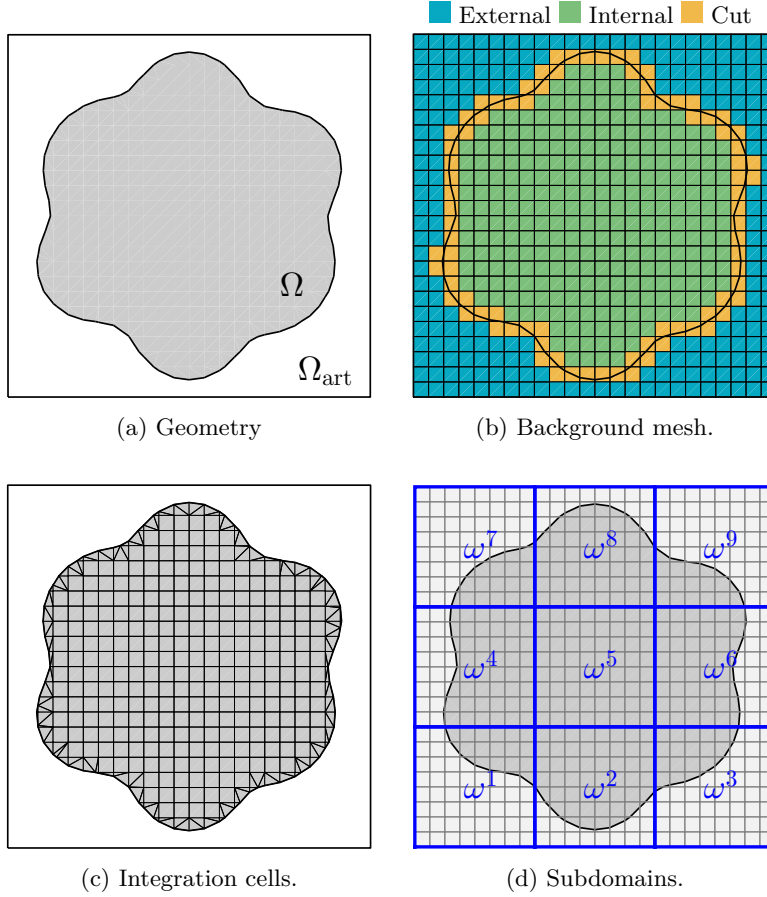 External Internal Cut
Ω
Ω_art
(a) Geometry
(b) Background mesh.
ω^7 ω^8 ω^9
ω^4 ω^5 ω^6
ω^1 ω^2 ω^3
(c) Integration cells.
(d) Subdomains.